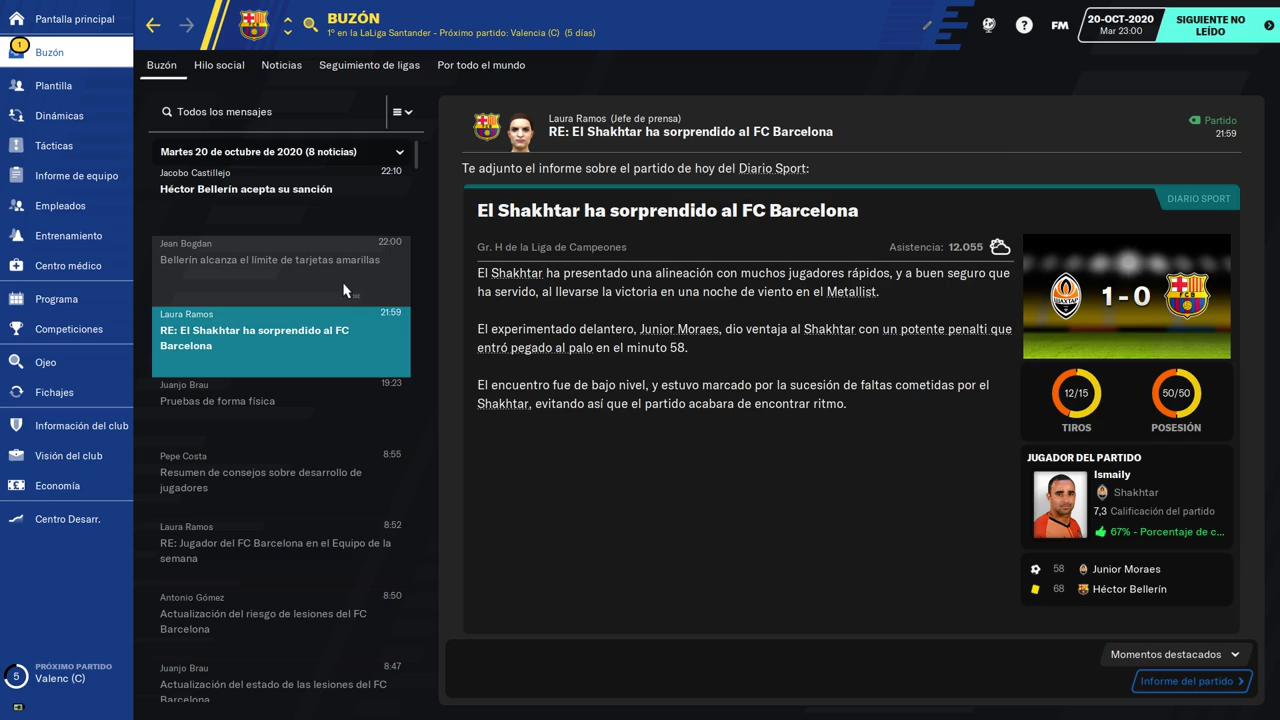 Pantalla principal
1
Buzón
Plantilla
Dinámicas
Tácticas
Informe de equipo
Empleados
Entrenamiento
Centro médico
Programa
Competiciones
Ojeo
Fichajes
Información del club
Visión del club
Economía
Centro Desarr.
5
PRÓXIMO PARTIDO
Valenc (C)
BUZÓN
1º en la LaLiga Santander - Próximo partido: Valencia (C) (5 días)
FM
20-OCT-2020
Mar 23:00
SIGUIENTE NO LEÍDO
Buzón
Hilo social
Noticias
Seguimiento de ligas
Por todo el mundo
Todos los mensajes
Martes 20 de octubre de 2020 (8 noticias)
Jacobo Castillejo 22:10
Héctor Bellerín acepta su sanción
Jean Bogdan 22:00
Bellerín alcanza el límite de tarjetas amarillas
Laura Ramos 21:59
RE: El Shakhtar ha sorprendido al FC
Barcelona
Juanjo Brau 19:23
Pruebas de forma física
Pepe Costa 8:55
Resumen de consejos sobre desarrollo de
jugadores
Laura Ramos 8:52
RE: Jugador del FC Barcelona en el Equipo de la
semana
Antonio Gómez 8:50
Actualización del riesgo de lesiones del FC
Barcelona
Juanjo Brau 8:47
Actualización del estado de las lesiones del FC
Barcelona
Laura Ramos (Jefe de prensa)
RE: El Shakhtar ha sorprendido al FC Barcelona
Partido
21:59
Te adjunto el informe sobre el partido de hoy del Diario Sport:
DIARIO SPORT
El Shakhtar ha sorprendido al FC Barcelona
Gr. H de la Liga de Campeones
Asistencia: 12.055
El Shakhtar ha presentado una alineación con muchos jugadores rápidos, y a buen seguro que
ha servido, al llevarse la victoria en una noche de viento en el Metallist.
El experimentado delantero, Junior Moraes, dio ventaja al Shakhtar con un potente penalti que
entró pegado al palo en el minuto 58.
El encuentro fue de bajo nivel, y estuvo marcado por la sucesión de faltas cometidas por el
Shakhtar, evitando así que el partido acabara de encontrar ritmo.
1-0
12/15
TIROS
50/50
POSESIÓN
JUGADOR DEL PARTIDO
Ismaily
Shakhtar
7,3 Calificación del partido
67% - Porcentaje de c...
58 Junior Moraes
68 Héctor Bellerín
Momentos destacados
Informe del partido